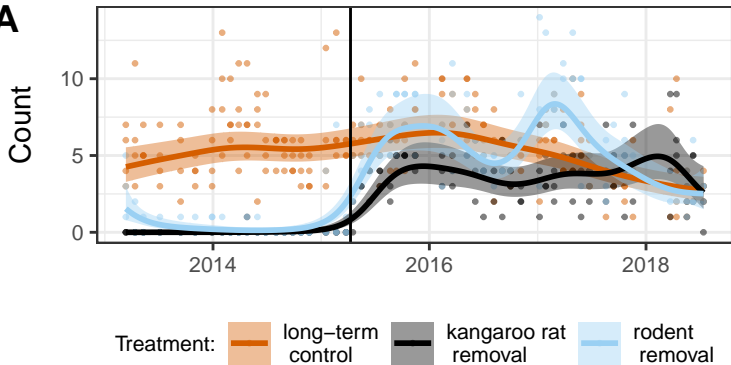 A
Count
10
5
0
2014 2016 2018
Treatment:
long−term
control
kangaroo rat
removal
rodent
removal